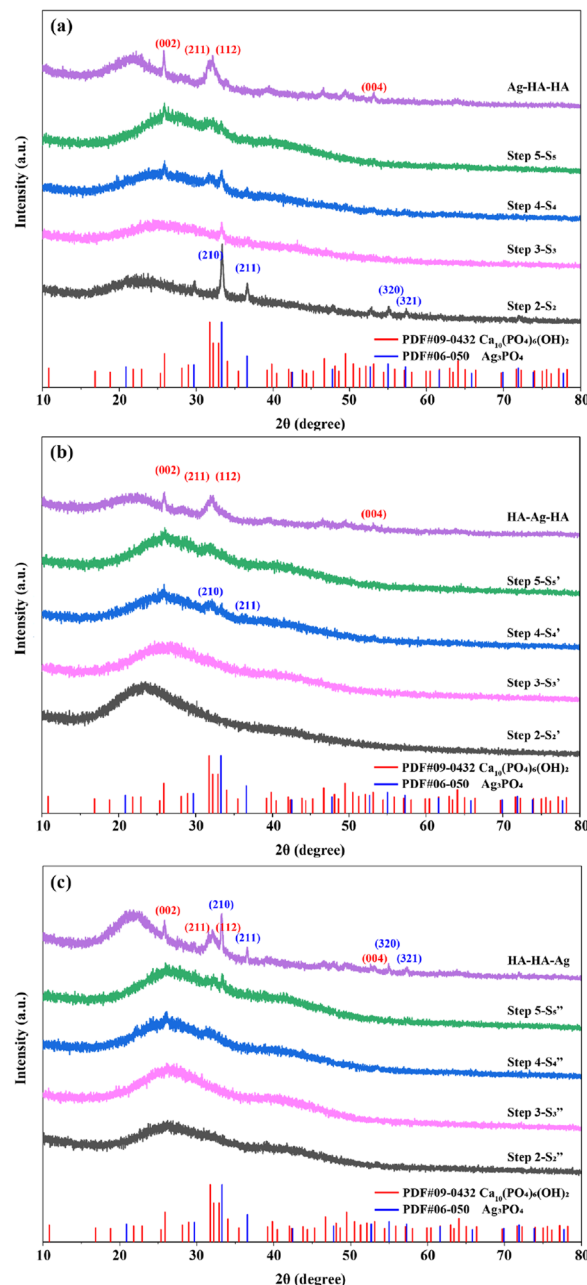 (a)
(002)
(211) (112)
(004)
Ag-HA-HA
Step 5-S₅
Step 4-S₄
Step 3-S₃
(210)
(211)
(320)
(321)
Step 2-S₂
PDF#09-0432 Ca₁₀(PO₄)₆(OH)₂
PDF#06-050 Ag₃PO₄
Intensity (a.u.)
10 20 30 40 50 60 70 80
2θ (degree)
(b)
(002)
(211) (112)
(004)
HA-Ag-HA
Step 5-S₅'
(210)
(211)
Step 4-S₄'
Step 3-S₃'
Step 2-S₂'
PDF#09-0432 Ca₁₀(PO₄)₆(OH)₂
PDF#06-050 Ag₃PO₄
Intensity (a.u.)
10 20 30 40 50 60 70 80
2θ (degree)
(c)
(210)
(002)
(211) (112)
(211)
(320)
(004) (321)
HA-HA-Ag
Step 5-S₅''
Step 4-S₄''
Step 3-S₃''
Step 2-S₂''
PDF#09-0432 Ca₁₀(PO₄)₆(OH)₂
PDF#06-050 Ag₃PO₄
Intensity (a.u.)
10 20 30 40 50 60 70 80
2θ (degree)